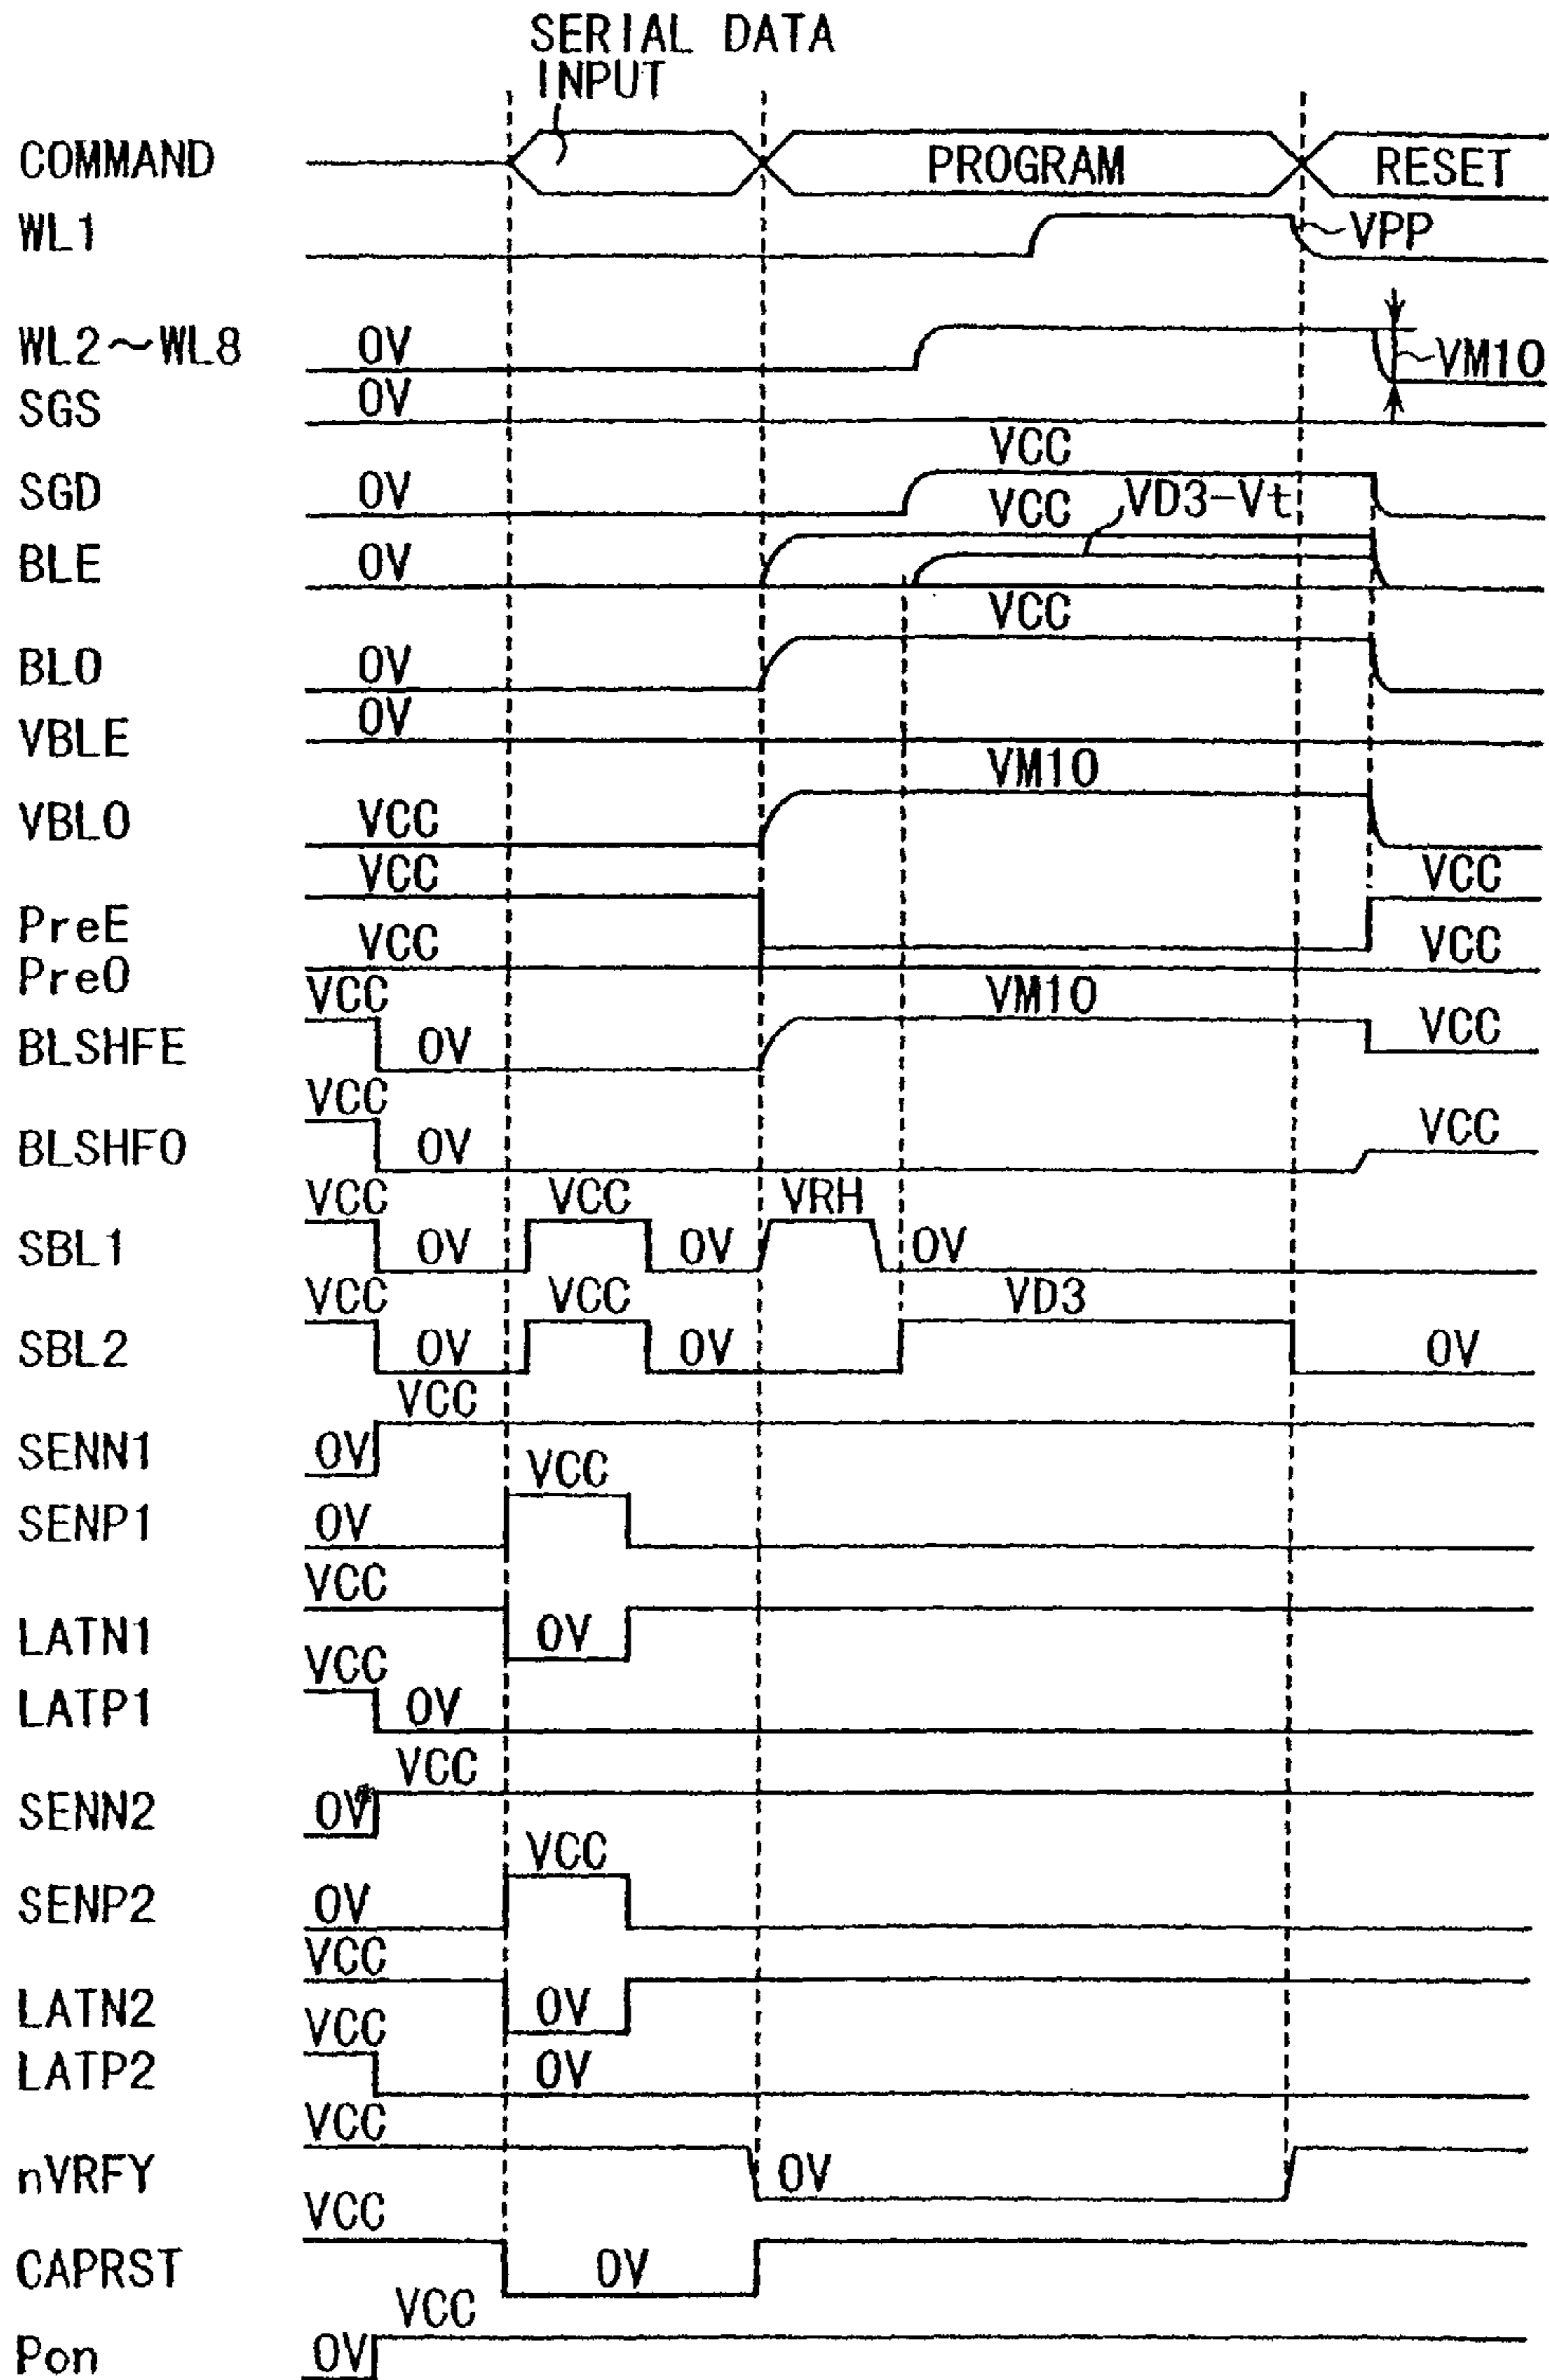 SERIAL DATA
INPUT
COMMAND PROGRAM RESET
WL1 VPP
WL2~WL8 0V VM10
SGS 0V
VCC
SGD 0V
VCC VD3-Vt
BLE 0V
VCC
BLO 0V
VBLE 0V
VM10
VBLO VCC
VCC VCC
PreE
VCC VCC
PreO
VCC VM10
BLSHFE 0V VCC
VCC
BLSHFO 0V VCC
VCC VCC VRH
SBL1 0V 0V 0V
VCC VCC VD3
SBL2 0V 0V 0V
VCC
SENN1 0V
VCC
SENP1 0V
VCC
LATN1 0V
VCC
LATP1 0V
VCC
SENN2 0V
VCC
SENP2 0V
VCC
LATN2 0V
VCC
LATP2 0V
VCC
nVRFY 0V
VCC
CAPRST 0V
VCC
Pon 0V